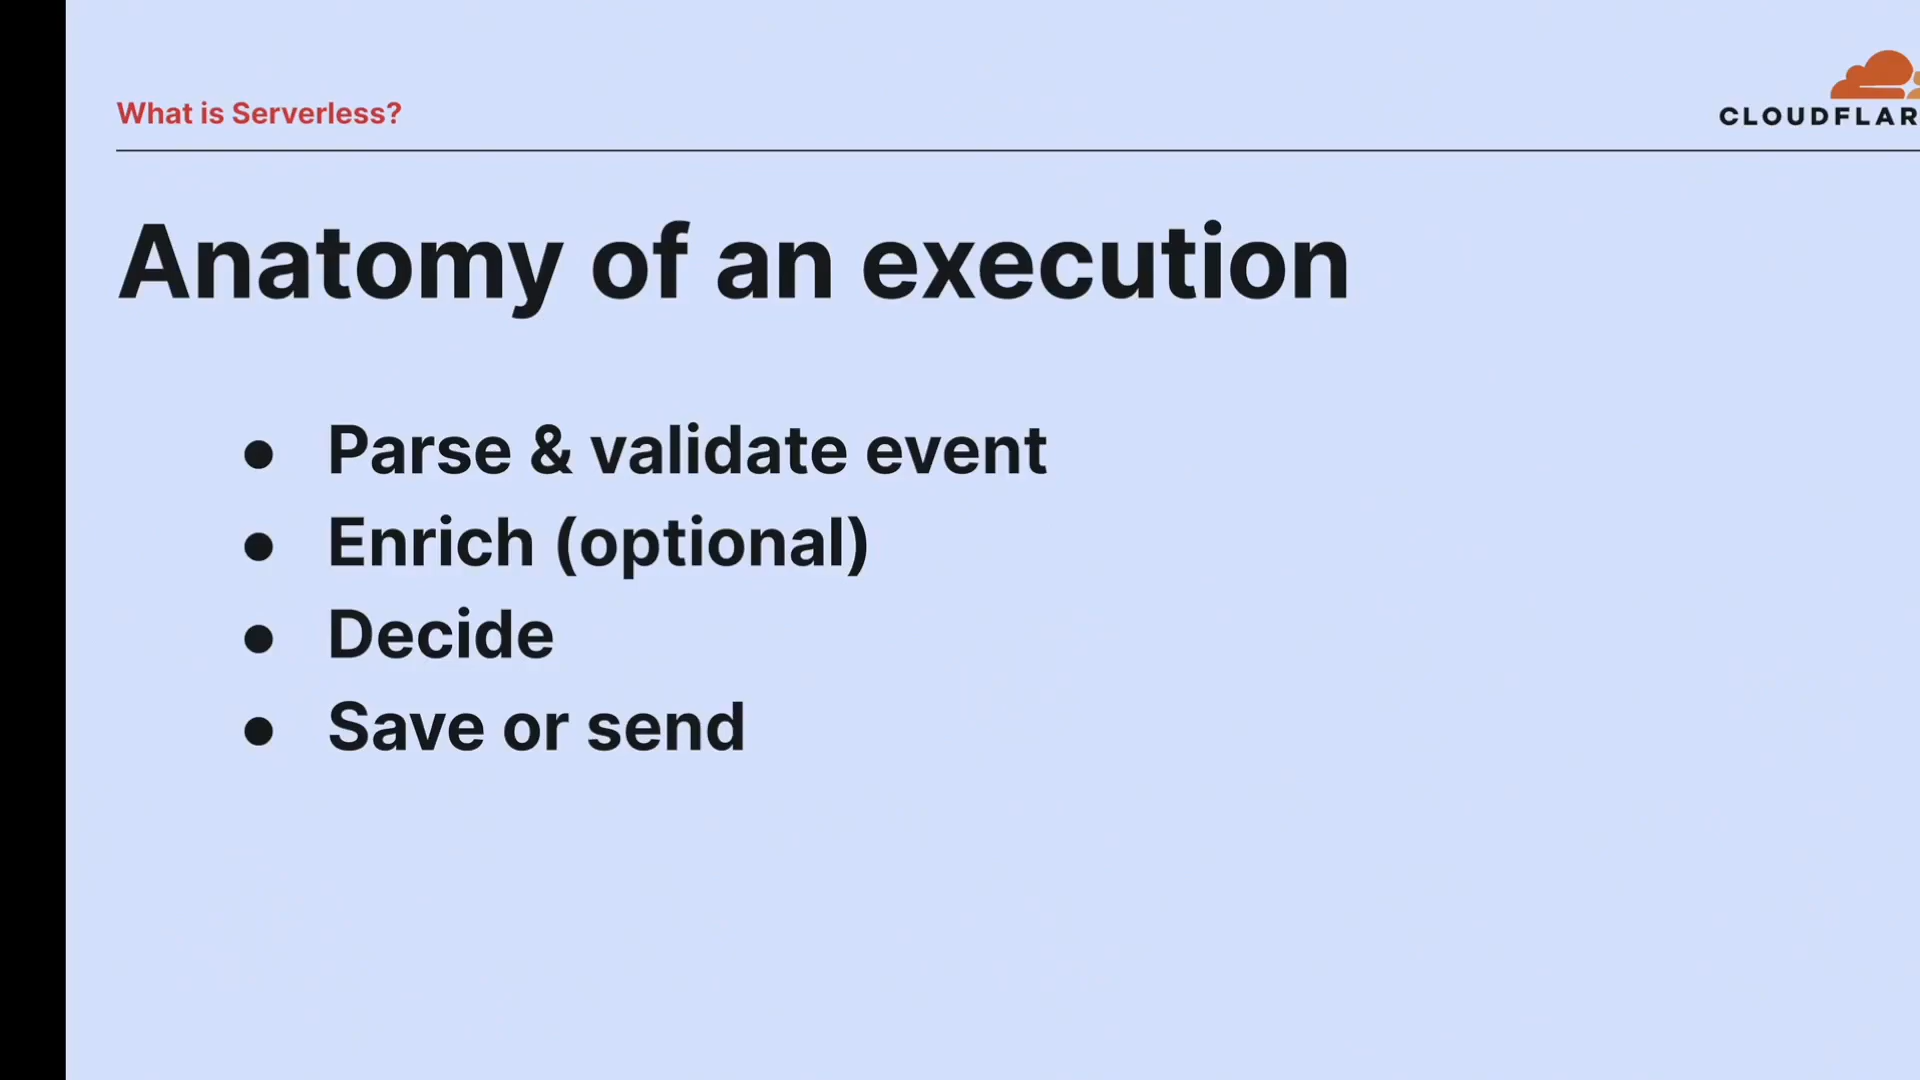 What is Serverless?
CLOUDFLAR
Anatomy of an execution
● Parse & validate event
● Enrich (optional)
● Decide
● Save or send